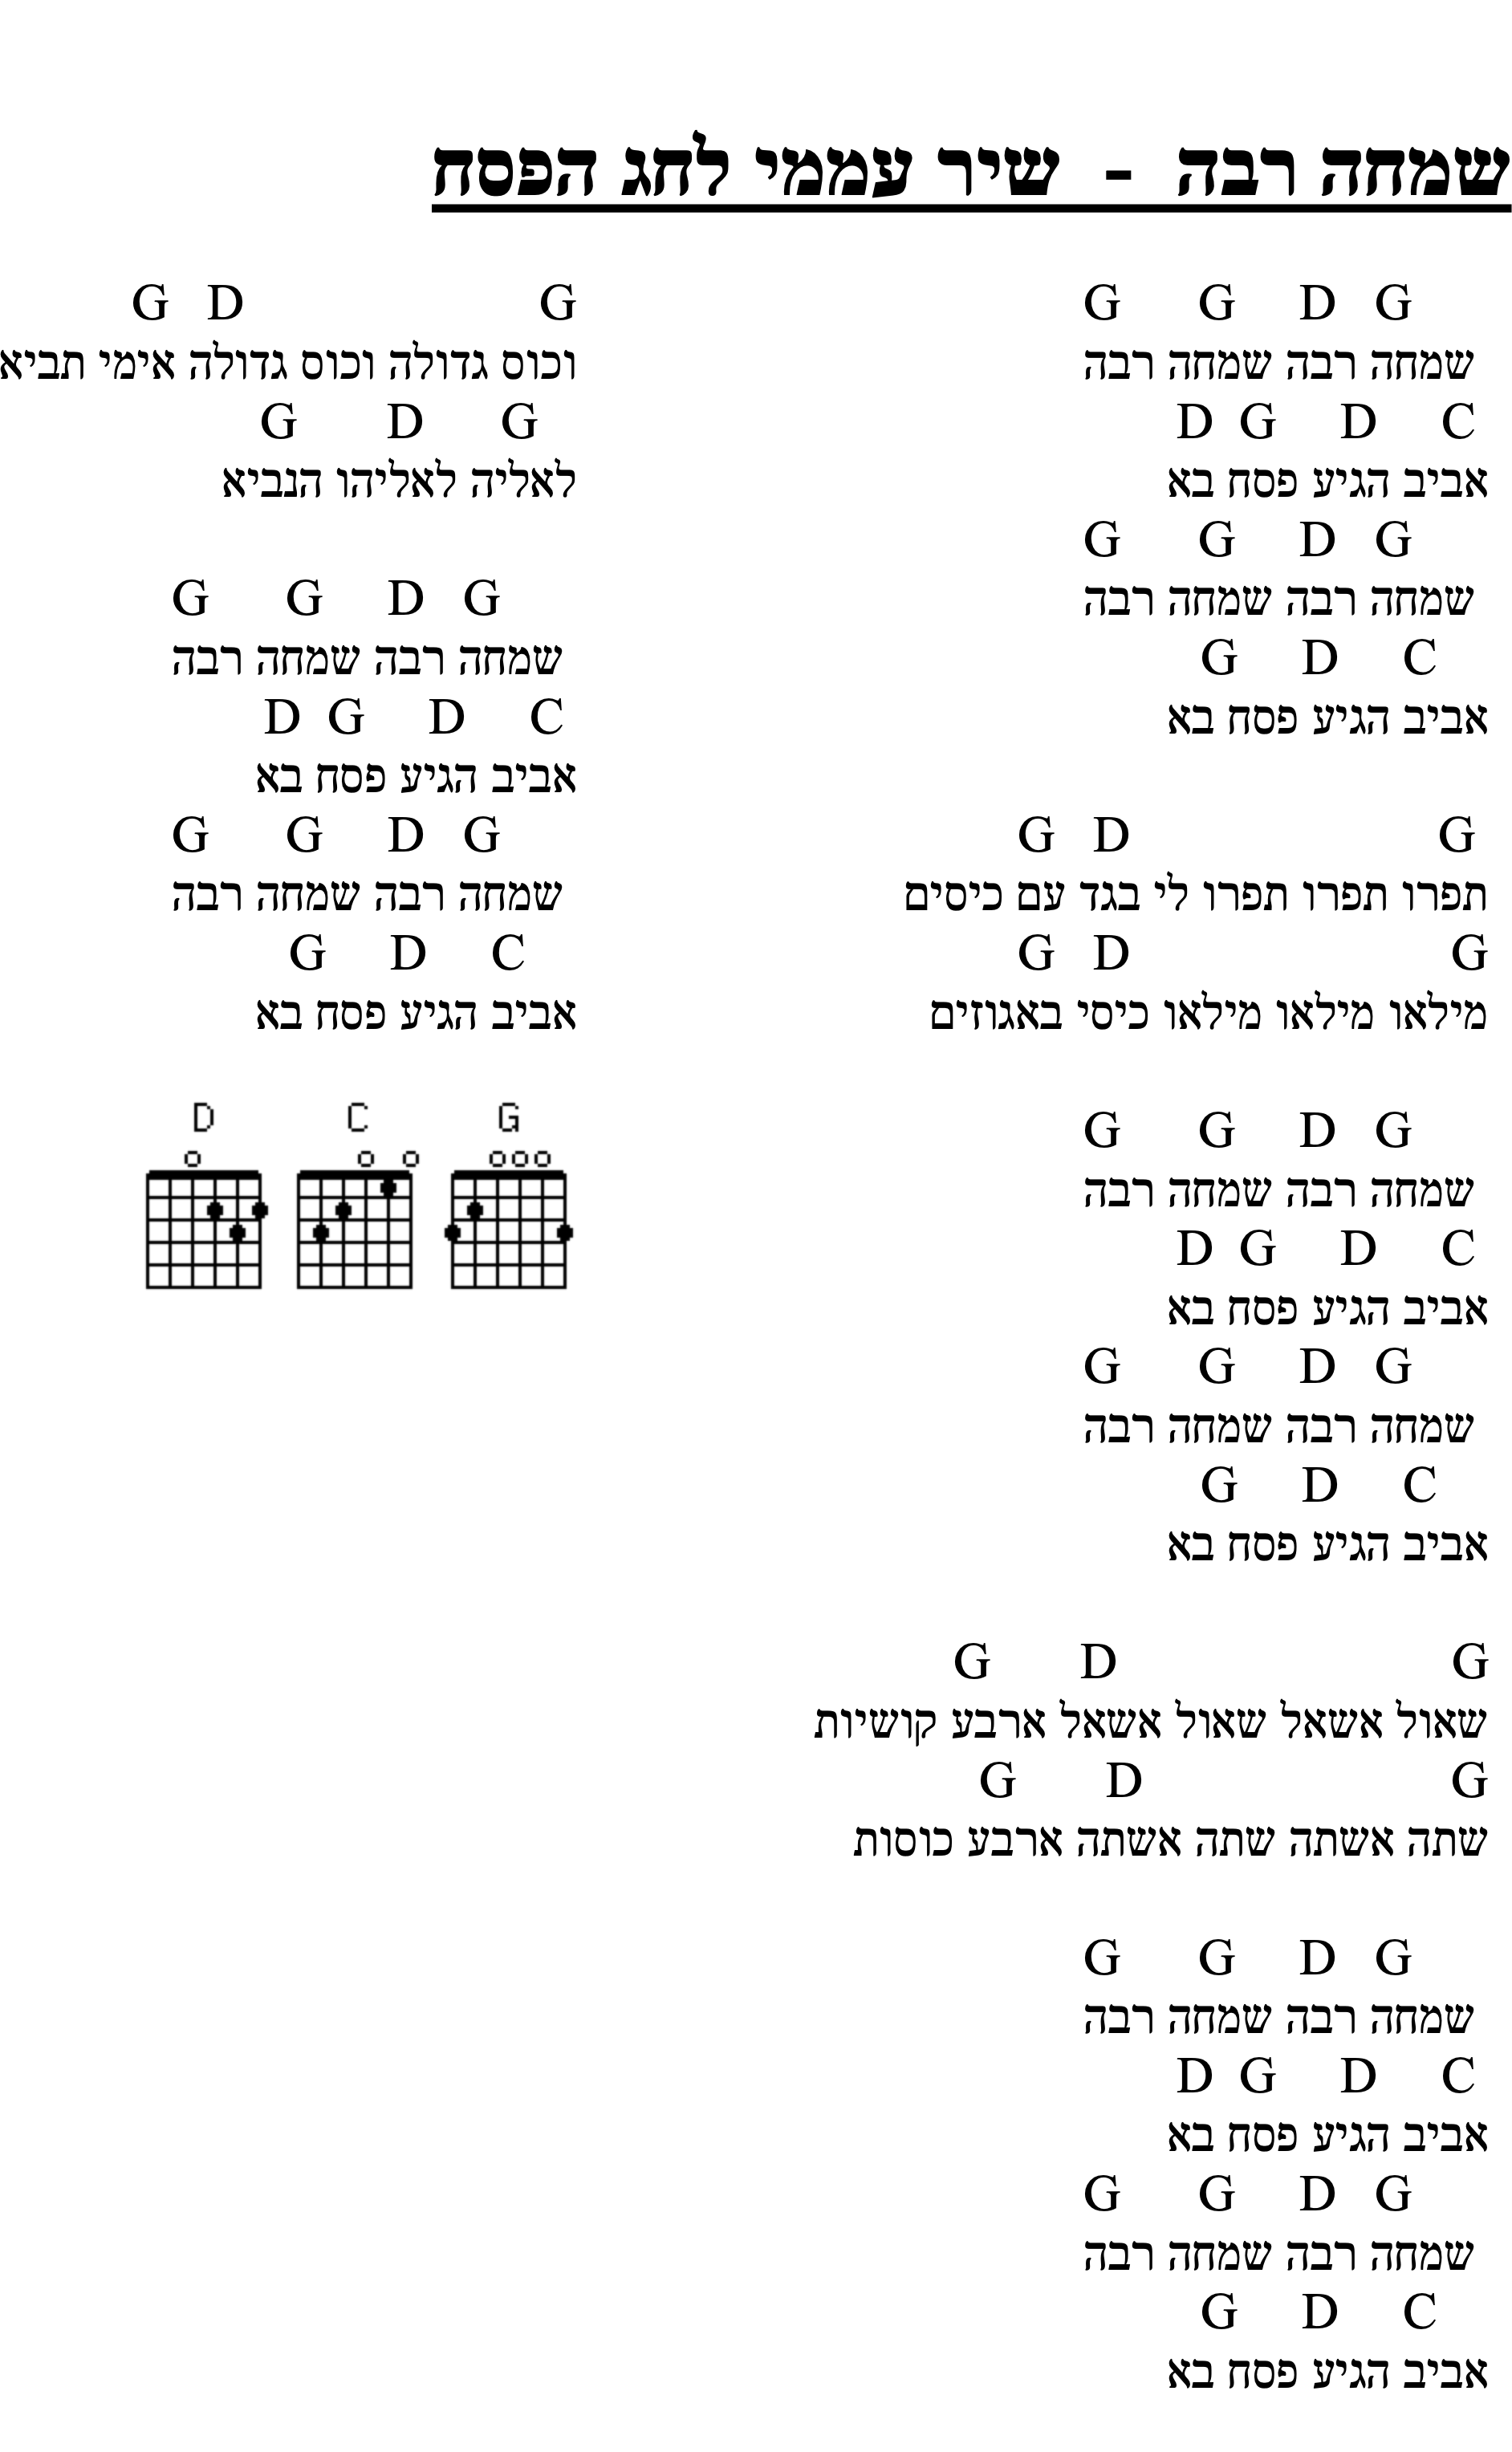 שמחה רבה - שיר עממי לחג הפסח
G G D G
שמחה רבה שמחה רבה
D G D C
אביב הגיע פסח בא
G G D G
שמחה רבה שמחה רבה
G D C
אביב הגיע פסח בא
G D G
תפרו תפרו תפרו לי בגד עם כיסים
G D G
מילאו מילאו מילאו כיסי באגוזים
G G D G
שמחה רבה שמחה רבה
D G D C
אביב הגיע פסח בא
G G D G
שמחה רבה שמחה רבה
G D C
אביב הגיע פסח בא
G D G
שאול אשאל שאול אשאל ארבע קושיות
G D G
שתה אשתה שתה אשתה ארבע כוסות
G G D G
שמחה רבה שמחה רבה
D G D C
אביב הגיע פסח בא
G G D G
שמחה רבה שמחה רבה
G D C
אביב הגיע פסח בא
G D G
וכוס גדולה וכוס גדולה אימי תביא
G D G
לאליה לאליהו הנביא
G G D G
שמחה רבה שמחה רבה
D G D C
אביב הגיע פסח בא
G G D G
שמחה רבה שמחה רבה
G D C
אביב הגיע פסח בא
D C G